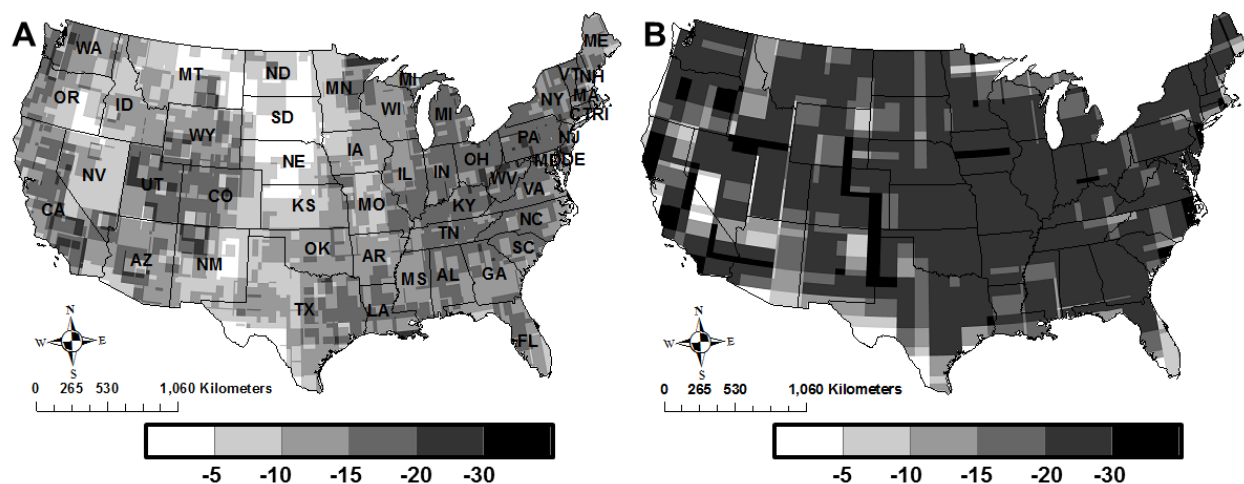 A
WA
MT
ND
MN
MI
ME
VT
NH
OR
ID
WY
SD
WI
MI
NY
MA
CT
RI
NV
UT
CO
NE
IA
IL
IN
OH
PA
NJ
MD
DE
WV
VA
CA
AZ
NM
KS
MO
KY
OK
AR
TN
NC
SC
TX
LA
MS
AL
GA
FL
N
W
E
S
0 265 530 1,060 Kilometers
-5 -10 -15 -20 -30
B
N
W
E
S
0 265 530 1,060 Kilometers
-5 -10 -15 -20 -30